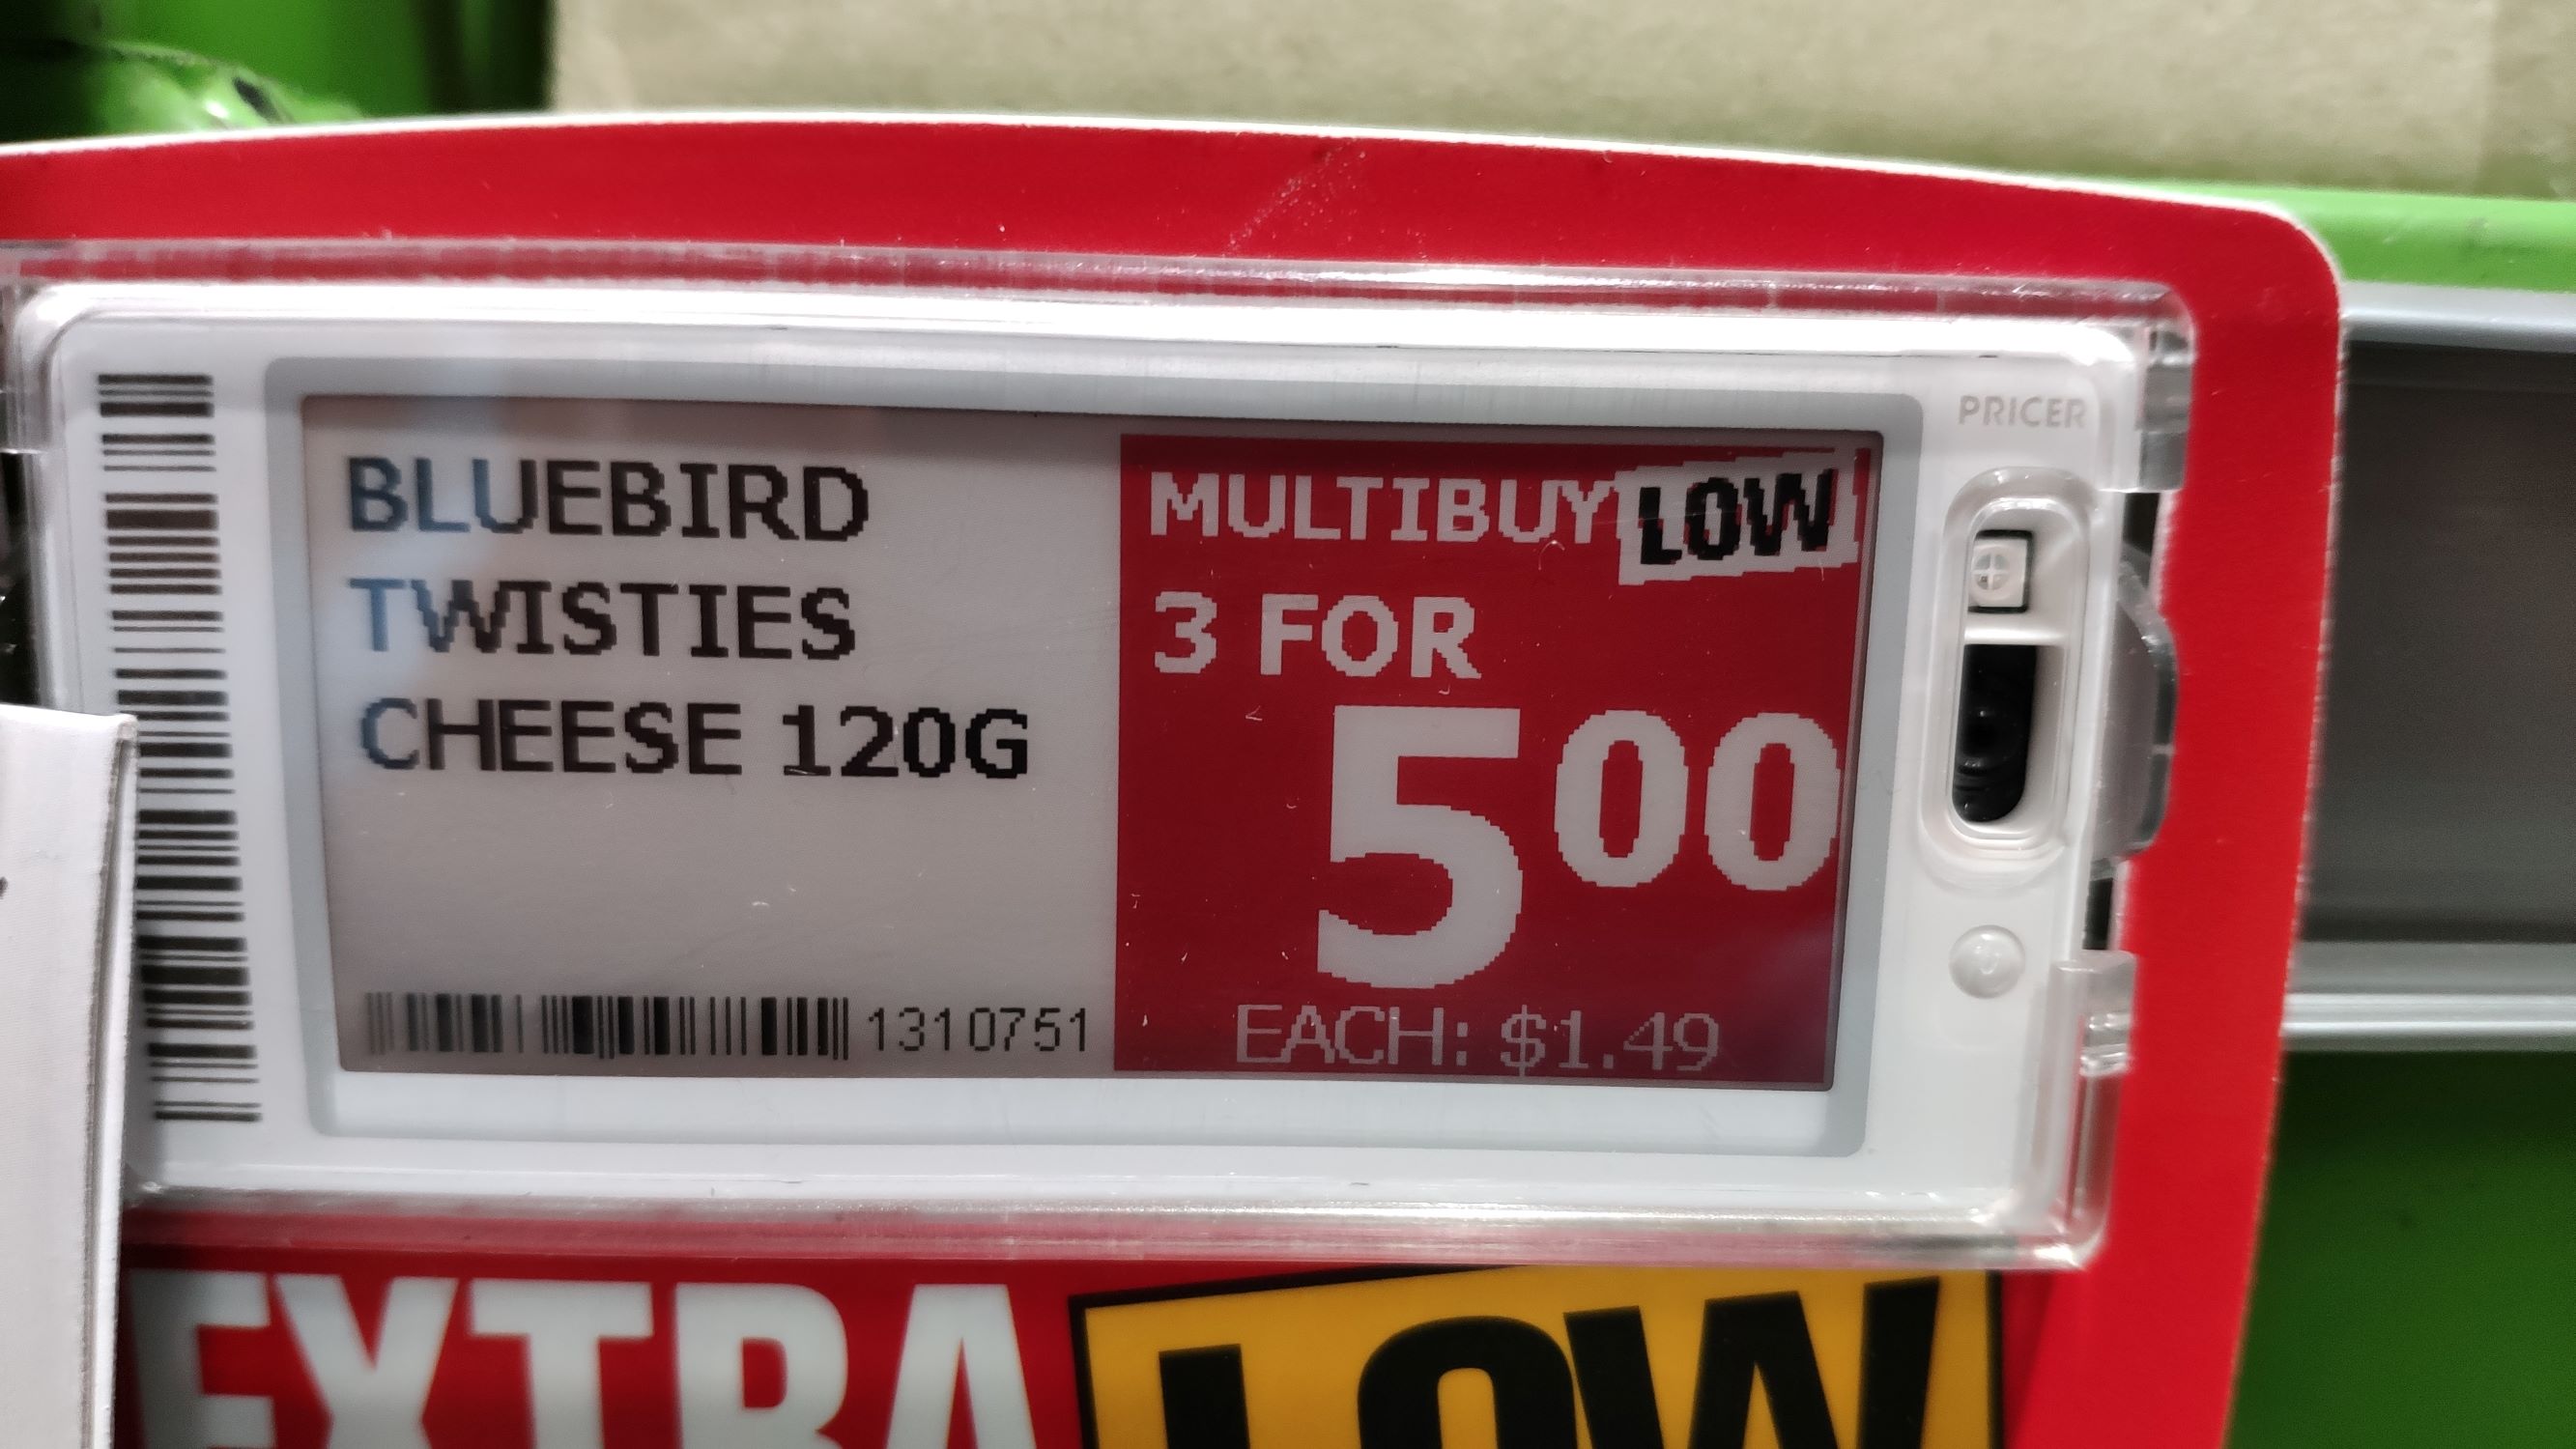 PRICER
BLUEBIRD
TWISTIES
CHEESE 120G
1310751
MULTIBUY LOW
3 FOR
500
EACH: $1.49
EXTRA LOW